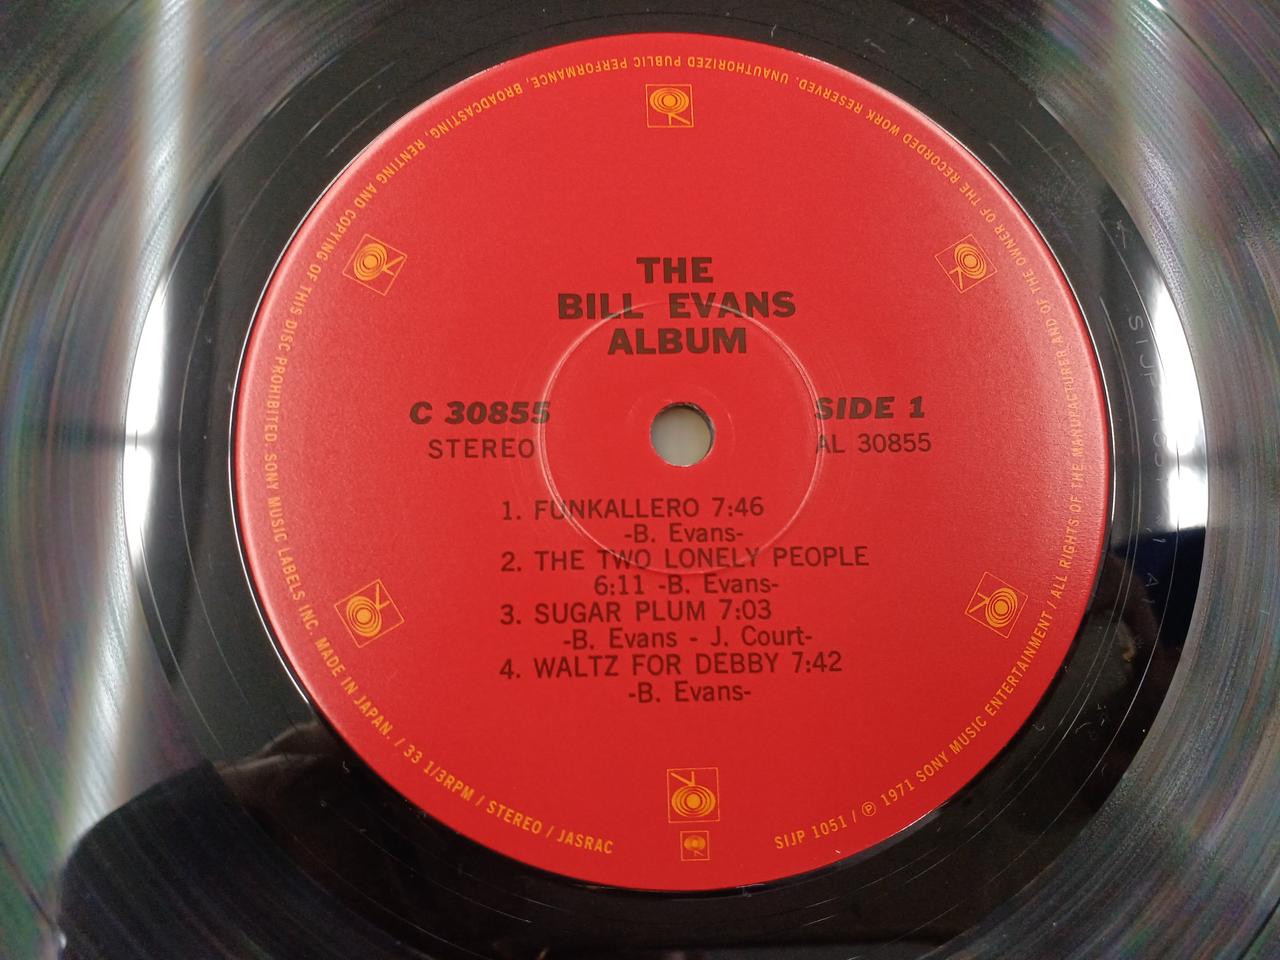 THE
BILL EVANS
ALBUM
C 30855
STEREO
SIDE 1
AL 30855
1. FUNKALLERO 7:46
-B. Evans-
2. THE TWO LONELY PEOPLE
6:11 -B. Evans-
3. SUGAR PLUM 7:03
-B. Evans - J. Court-
4. WALTZ FOR DEBBY 7:42
-B. Evans-
SIJP 1051 / ℗ 1971 SONY MUSIC ENTERTAINMENT / ALL RIGHTS OF THE MANUFACTURER AND OF THE OWNER OF THE RECORDED WORK RESERVED. UNAUTHORIZED PUBLIC PERFORMANCE, BROADCASTING, RENTING AND COPYING OF THIS DISC PROHIBITED. SONY MUSIC LABELS INC. MADE IN JAPAN. / 33 1/3RPM / STEREO / JASRAC